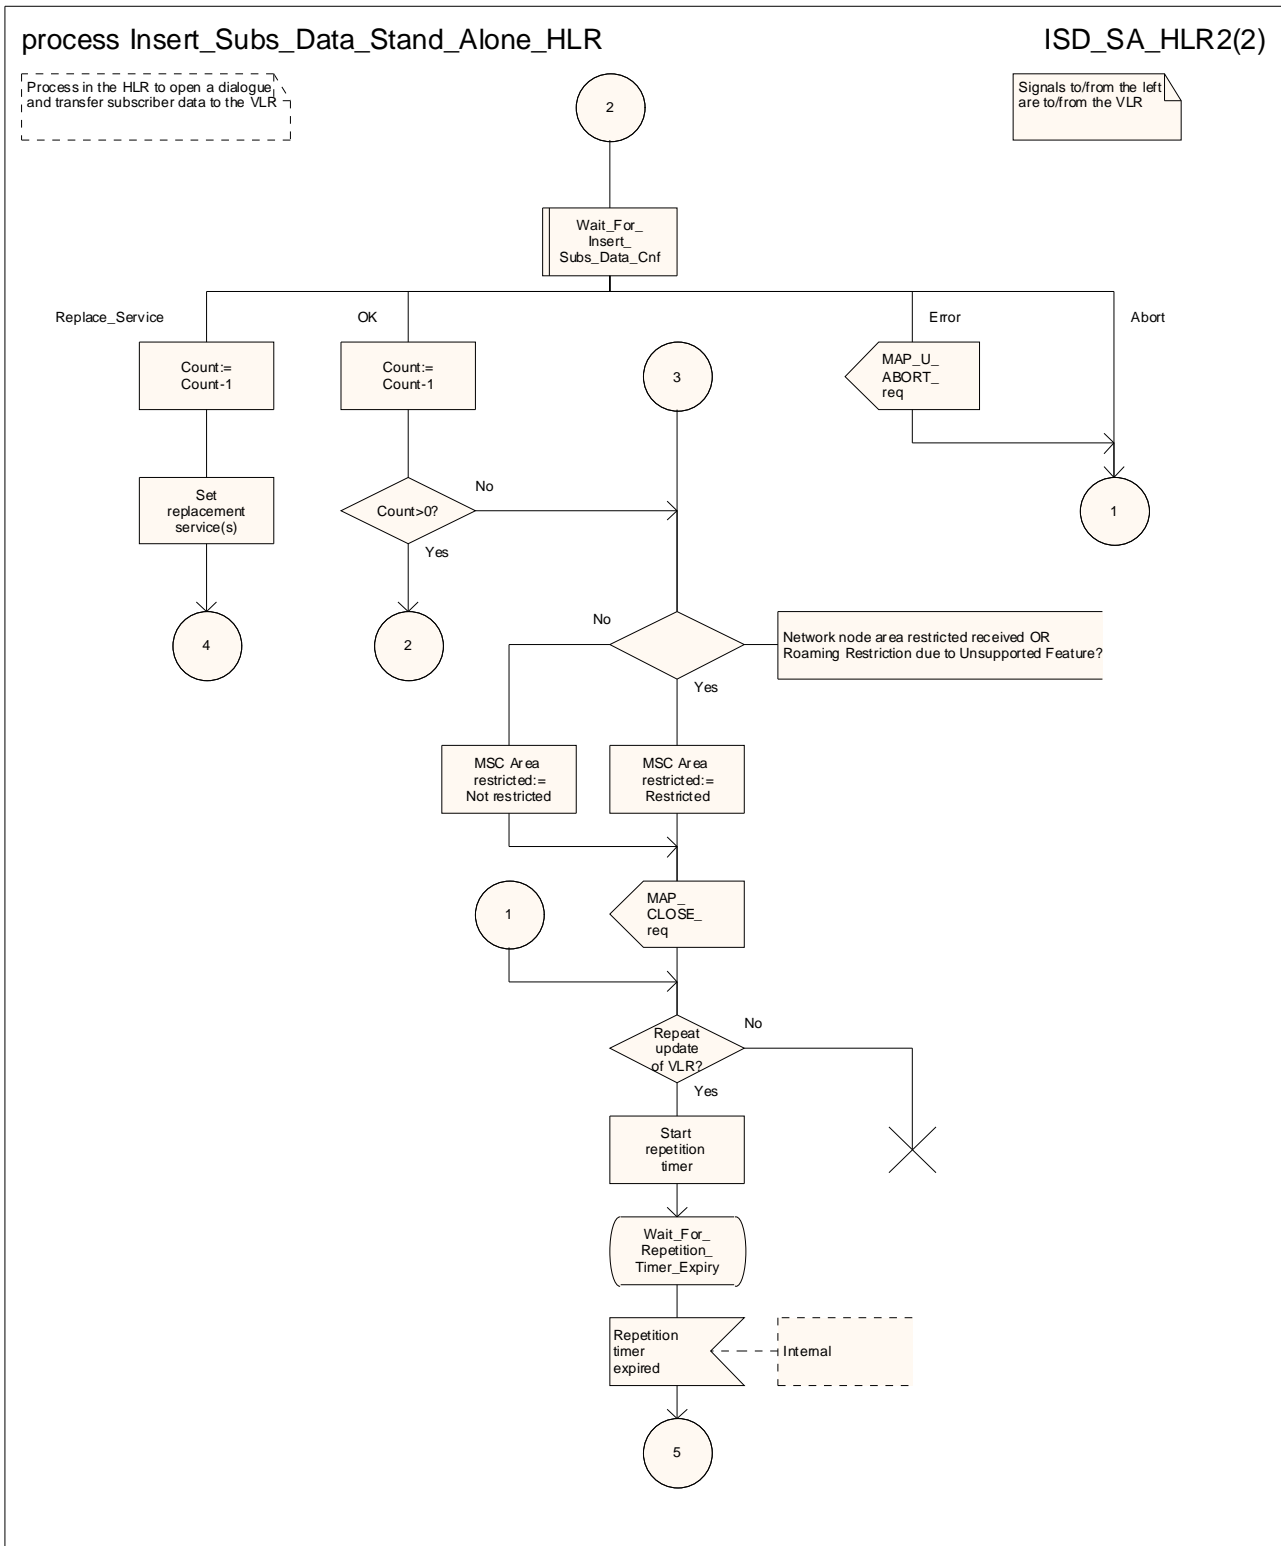 process Insert_Subs_Data_Stand_Alone_HLR
ISD_SA_HLR2(2)
Process in the HLR to open a dialogue
and transfer subscriber data to the VLR
2
Signals to/from the left
are to/from the VLR
Wait_For_
Insert_
Subs_Data_Cnf
Replace_Service
OK
Error
Abort
Count:=
Count-1
Count:=
Count-1
3
MAP_U_
ABORT_
req
Set
replacement
service(s)
Count>0?
No
Yes
1
4
2
No
Network node area restricted received OR
Roaming Restriction due to Unsupported Feature?
Yes
MSC Area
restricted:=
Not restricted
MSC Area
restricted:=
Restricted
1
MAP_
CLOSE_
req
Repeat
update
of VLR?
No
Yes
Start
repetition
timer
Wait_For_
Repetition_
Timer_Expiry
Repetition
timer
expired
Internal
5